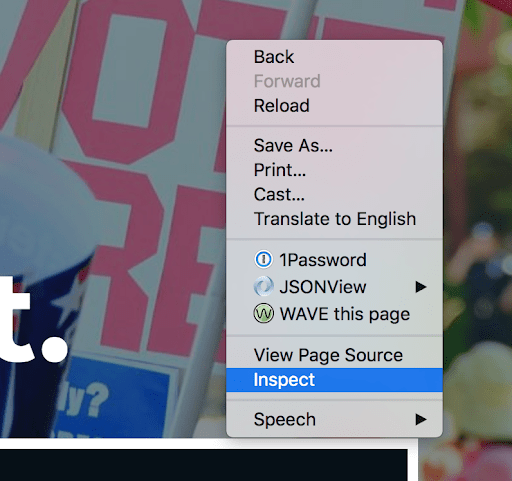 VOTE
RE
t.
ly?
Back
Forward
Reload
Save As...
Print...
Cast...
Translate to English
1Password
JSONView
WAVE this page
View Page Source
Inspect
Speech